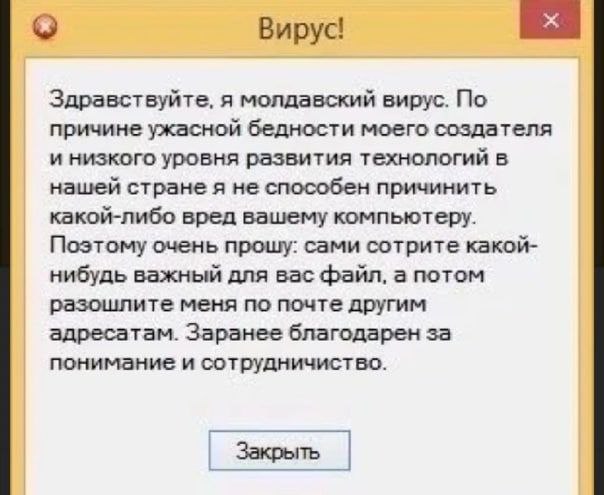 Вирус!
Здравствуйте, я молдавский вирус. По
причине ужасной бедности моего создателя
и низкого уровня развития технологий в
нашей стране я не способен причинить
какой-либо вред вашему компьютеру.
Поэтому очень прошу: сами сотрите какой-
нибудь важный для вас файл, а потом
разошлите меня по почте другим
адресатам. Заранее благодарен за
понимание и сотрудничиство.
Закрыть